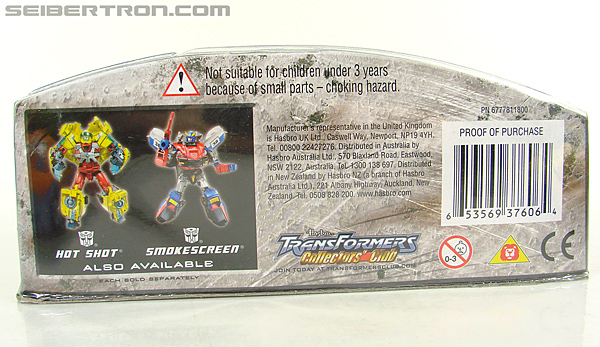 SEIBERTRON.COM
Not suitable for children under 3 years
because of small parts – choking hazard.
HOT SHOT™
SMOKESCREEN™
ALSO AVAILABLE
EACH SOLD SEPARATELY
Manufacturer's representative in the United Kingdom
is Hasbro UK Ltd., Caswell Way, Newport, NP19 4YH.
Tel. 00800 22427276. Distributed in Australia by
Hasbro Australia Ltd., 570 Blaxland Road, Eastwood,
NSW 2122, Australia. Tel. 1300 138 697. Distributed
in New Zealand by Hasbro NZ (a branch of Hasbro
Australia Ltd.), 221 Albany Highway, Auckland, New
Zealand. Tel. 0508 828 200. www.hasbro.com
Hasbro
TRANSFORMERS
Collectors' Club
JOIN TODAY AT TRANSFORMERSCLUB.COM
PN 6777811800
PROOF OF PURCHASE
6 53569 37606 4
0-3
CE